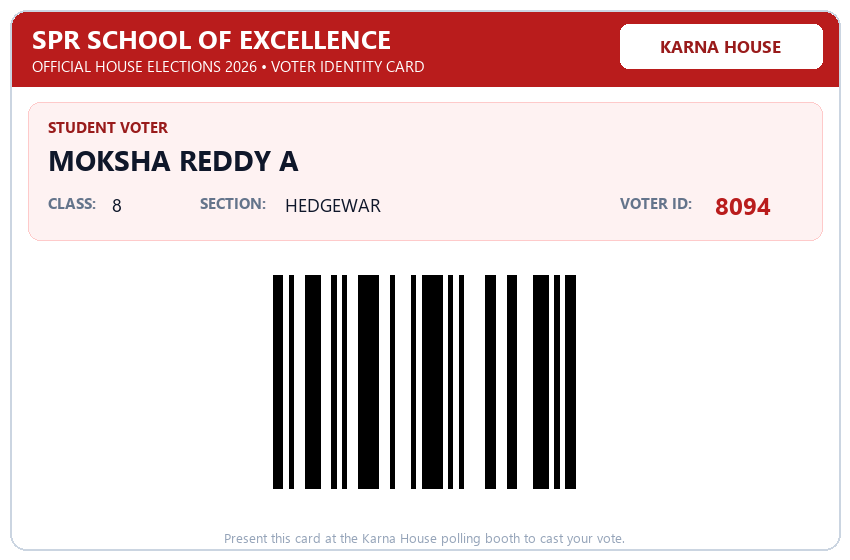 SPR SCHOOL OF EXCELLENCE
OFFICIAL HOUSE ELECTIONS 2026 • VOTER IDENTITY CARD
KARNA HOUSE
STUDENT VOTER
MOKSHA REDDY A
CLASS: 8 SECTION: HEDGEWAR VOTER ID: 8094
Present this card at the Karna House polling booth to cast your vote.